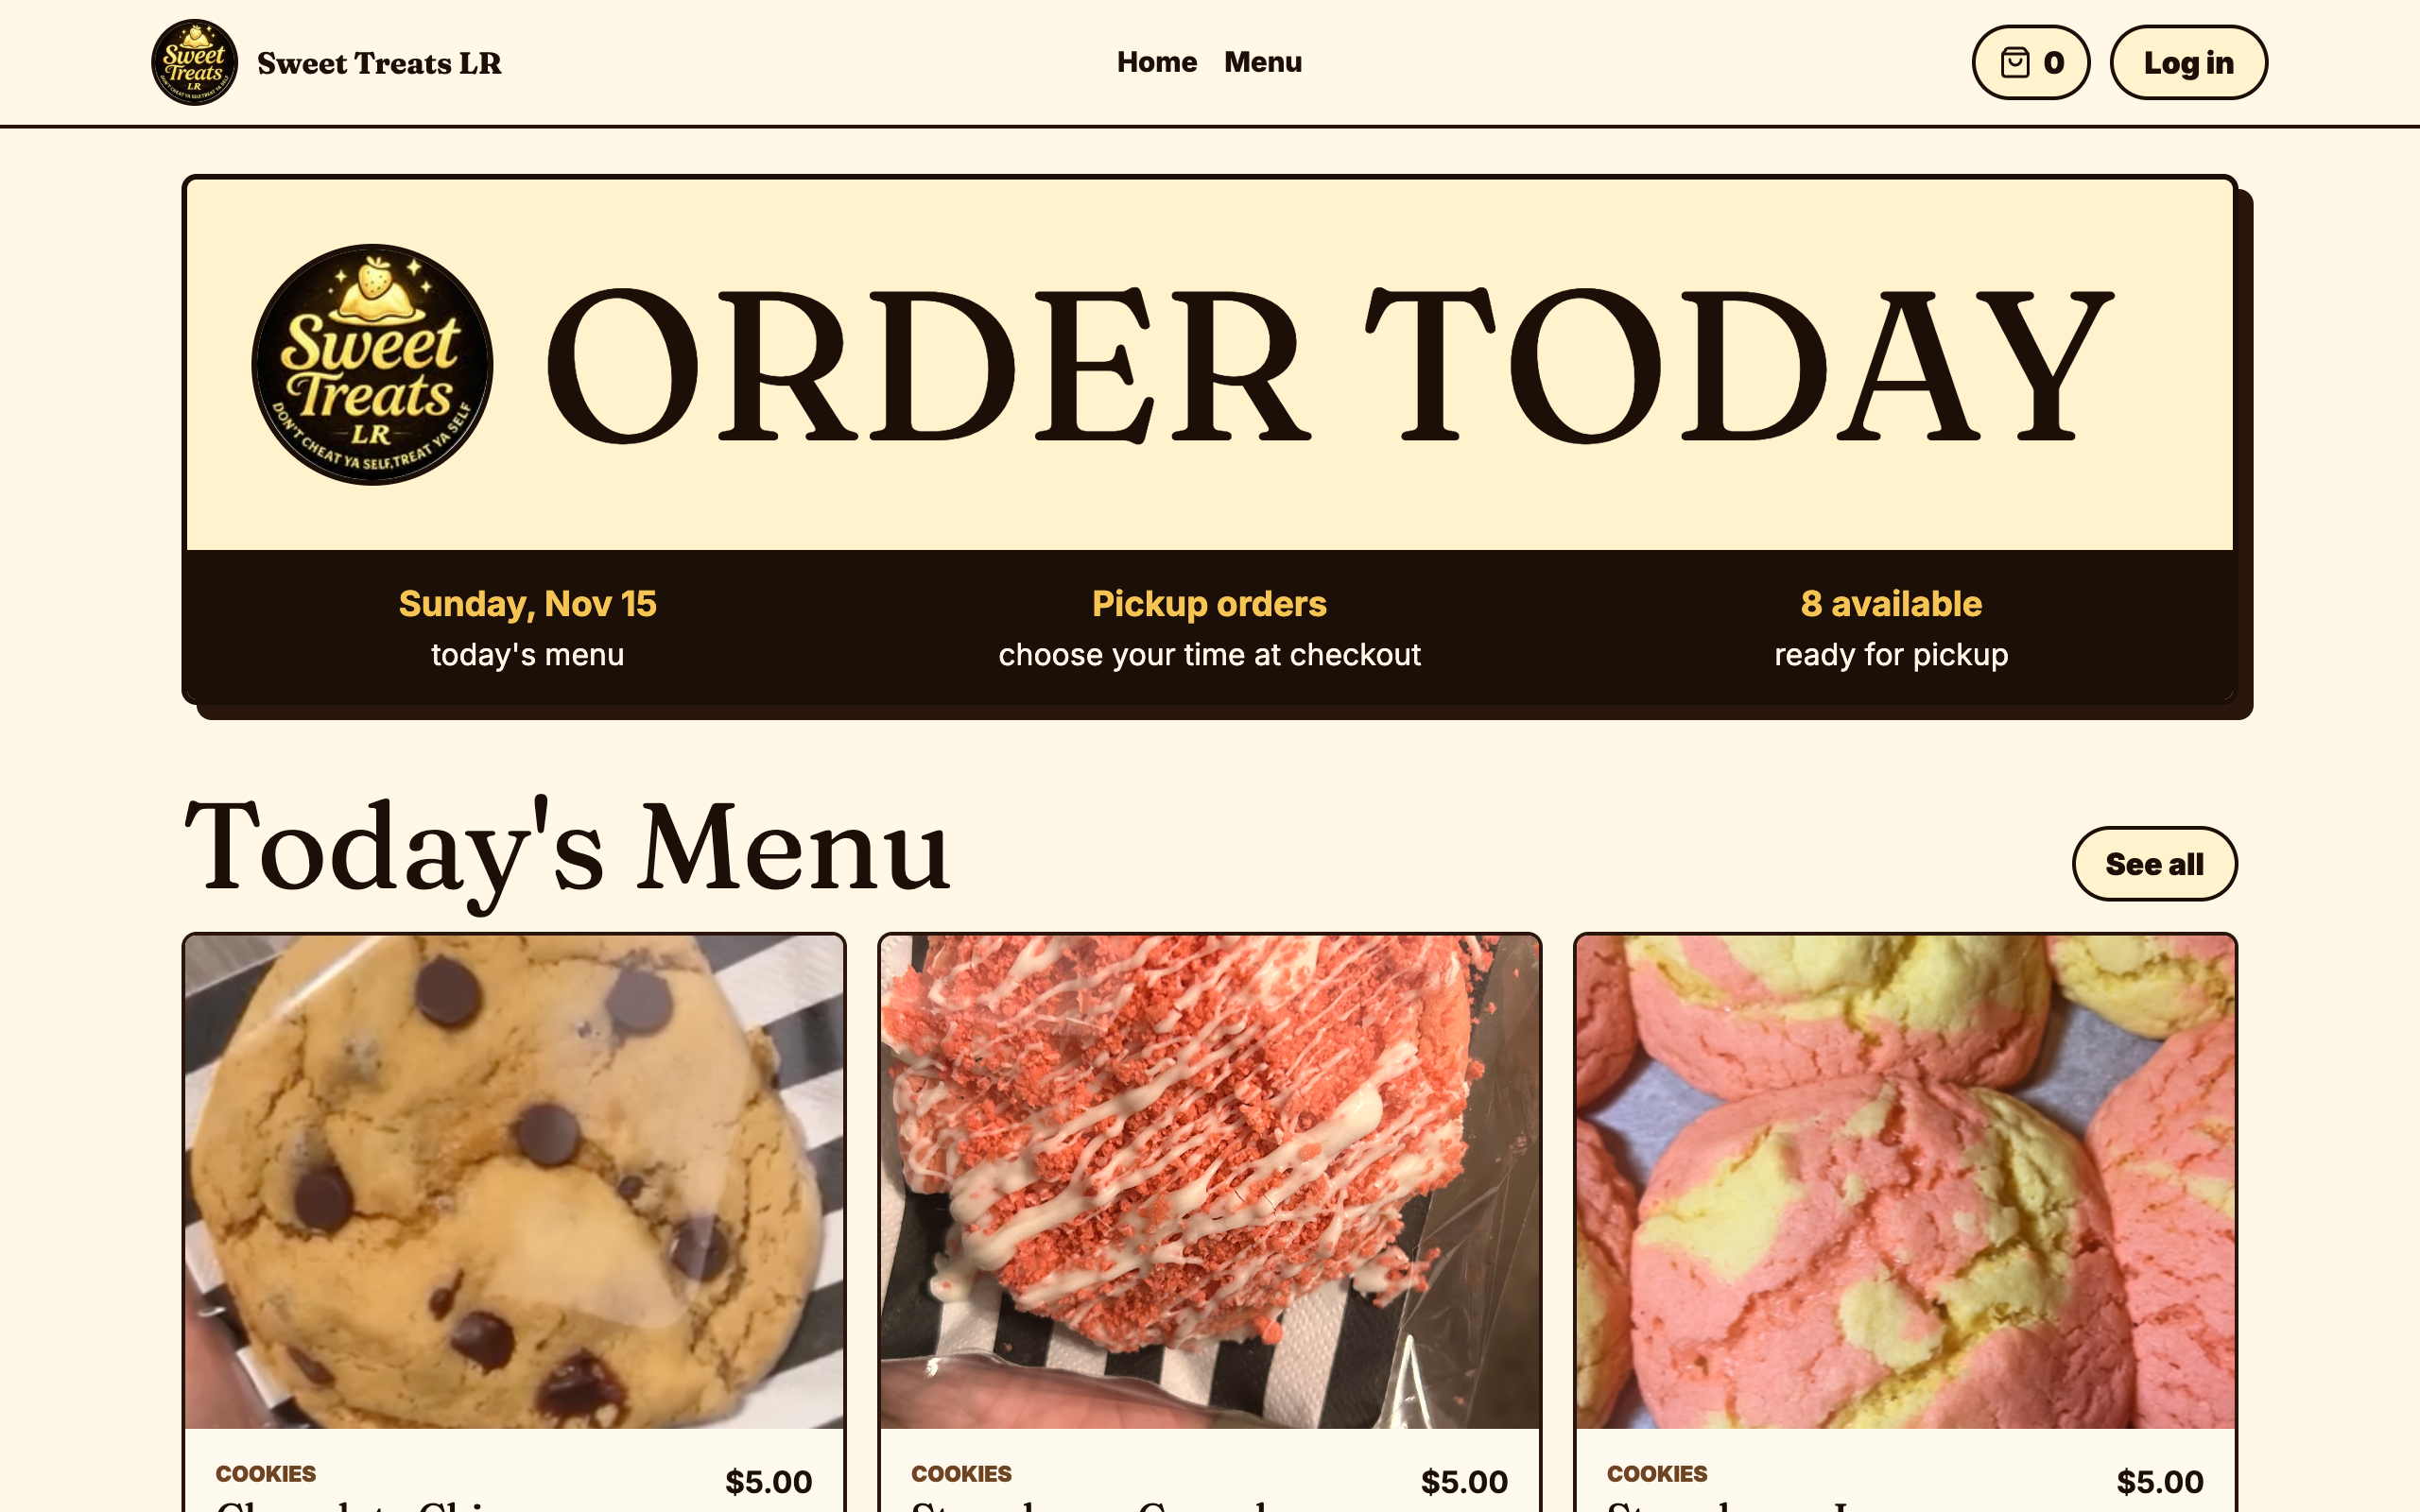 Sweet Treats LR
Sweet Treats LR
Home Menu
0
Log in
Sweet
Treats
LR
DON'T CHEAT YA SELF,TREAT YA SELF
ORDER TODAY
Sunday, Nov 15
today's menu
Pickup orders
choose your time at checkout
8 available
ready for pickup
Today's Menu
See all
COOKIES
$5.00
COOKIES
$5.00
COOKIES
$5.00